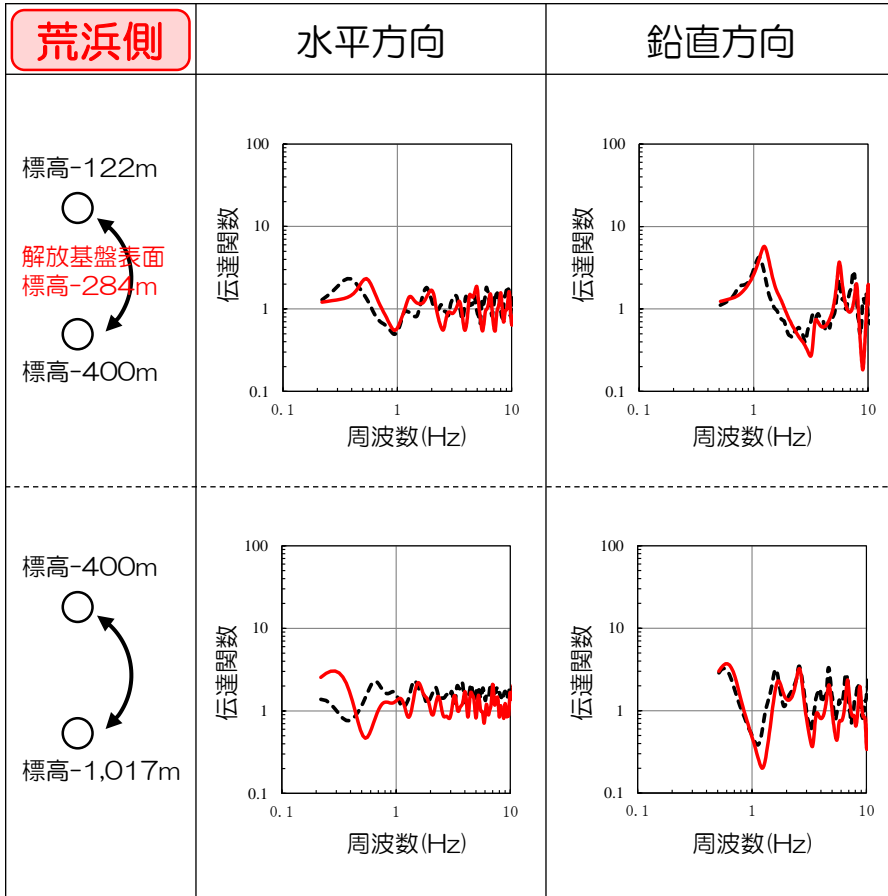 荒浜側
水平方向
鉛直方向
標高-122m
解放基盤表面
標高-284m
標高-400m
伝達関数
100
10
1
0.1
0.1
1
10
周波数(Hz)
伝達関数
100
10
1
0.1
0.1
1
10
周波数(Hz)
標高-400m
標高-1,017m
伝達関数
100
10
1
0.1
0.1
1
10
周波数(Hz)
伝達関数
100
10
1
0.1
0.1
1
10
周波数(Hz)